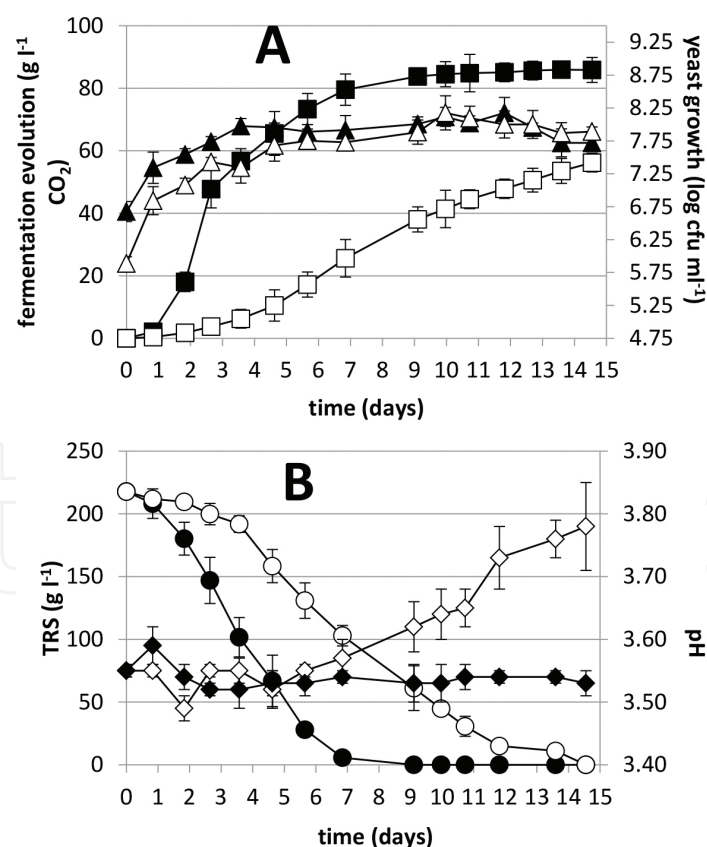 A
fermentation evolution (g l-1
CO2)
100
80
60
40
20
0
9.25
8.75
8.25
7.75
7.25
6.75
6.25
5.75
5.25
4.75
yeast growth (log cfu ml-1)
0 1 2 3 4 5 6 7 8 9 10 11 12 13 14 15
time (days)
B
TRS (g l-1)
250
200
150
100
50
0
3.90
3.80
3.70
3.60
3.50
3.40
pH
0 1 2 3 4 5 6 7 8 9 10 11 12 13 14 15
time (days)